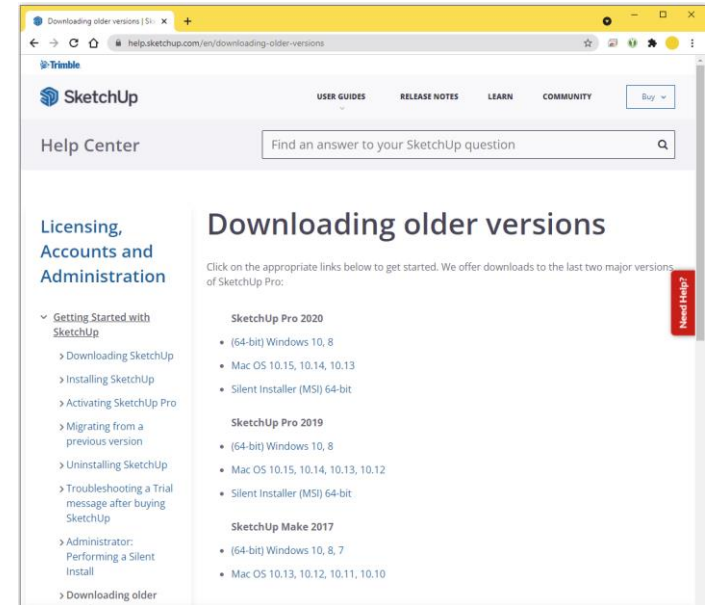 Downloading older versions | Sk
help.sketchup.com/en/downloading-older-versions
Trimble
SketchUp
USER GUIDES
RELEASE NOTES
LEARN
COMMUNITY
Buy
Help Center
Find an answer to your SketchUp question
Licensing,
Accounts and
Administration
Getting Started with
SketchUp
Downloading SketchUp
Installing SketchUp
Activating SketchUp Pro
Migrating from a
previous version
Uninstalling SketchUp
Troubleshooting a Trial
message after buying
SketchUp
Administrator:
Performing a Silent
Install
Downloading older
Downloading older versions
Click on the appropriate links below to get started. We offer downloads to the last two major versions
of SketchUp Pro:
SketchUp Pro 2020
• (64-bit) Windows 10, 8
• Mac OS 10.15, 10.14, 10.13
• Silent Installer (MSI) 64-bit
SketchUp Pro 2019
• (64-bit) Windows 10, 8
• Mac OS 10.15, 10.14, 10.13, 10.12
• Silent Installer (MSI) 64-bit
SketchUp Make 2017
• (64-bit) Windows 10, 8, 7
• Mac OS 10.13, 10.12, 10.11, 10.10
Need Help?